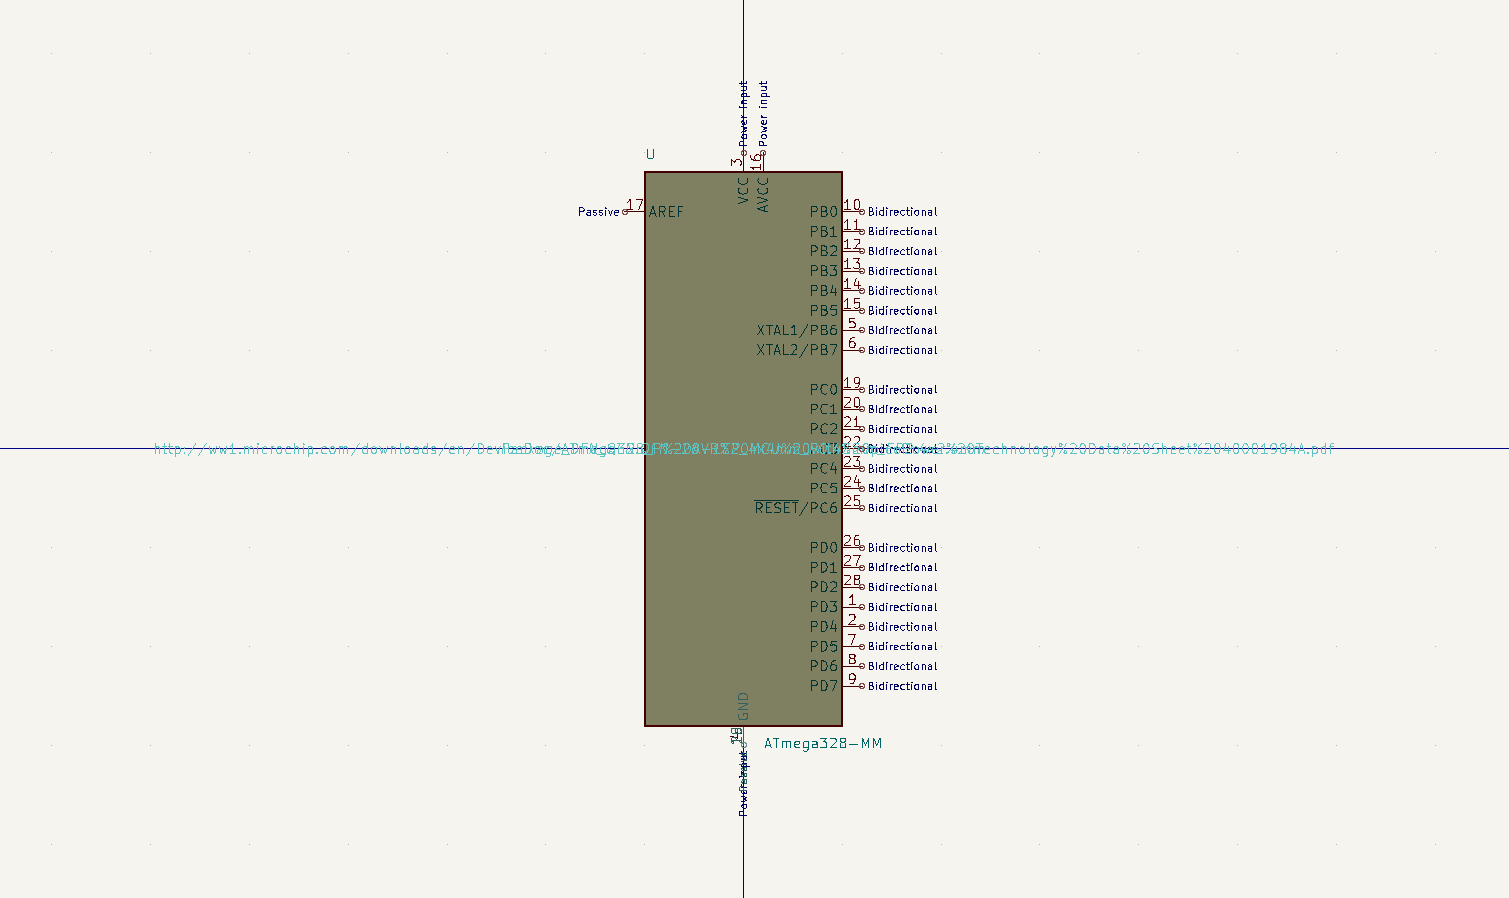 Power input
Power input
U
3
16
VCC
AVCC
Passive 17 AREF
PB0 10 Bidirectional
PB1 11 Bidirectional
PB2 12 Bidirectional
PB3 13 Bidirectional
PB4 14 Bidirectional
PB5 15 Bidirectional
XTAL1/PB6 5 Bidirectional
XTAL2/PB7 6 Bidirectional
PC0 19 Bidirectional
PC1 20 Bidirectional
PC2 21 Bidirectional
22
http://ww1.microchip.com/downloads/en/
Technology%20Data%20Sheet%2040001984A.pdf
PC4 23 Bidirectional
PC5 24 Bidirectional
RESET/PC6 25 Bidirectional
PD0 26 Bidirectional
PD1 27 Bidirectional
PD2 28 Bidirectional
PD3 1 Bidirectional
PD4 2 Bidirectional
PD5 7 Bidirectional
PD6 8 Bidirectional
PD7 9 Bidirectional
GND
ATmega328-MM
Power input